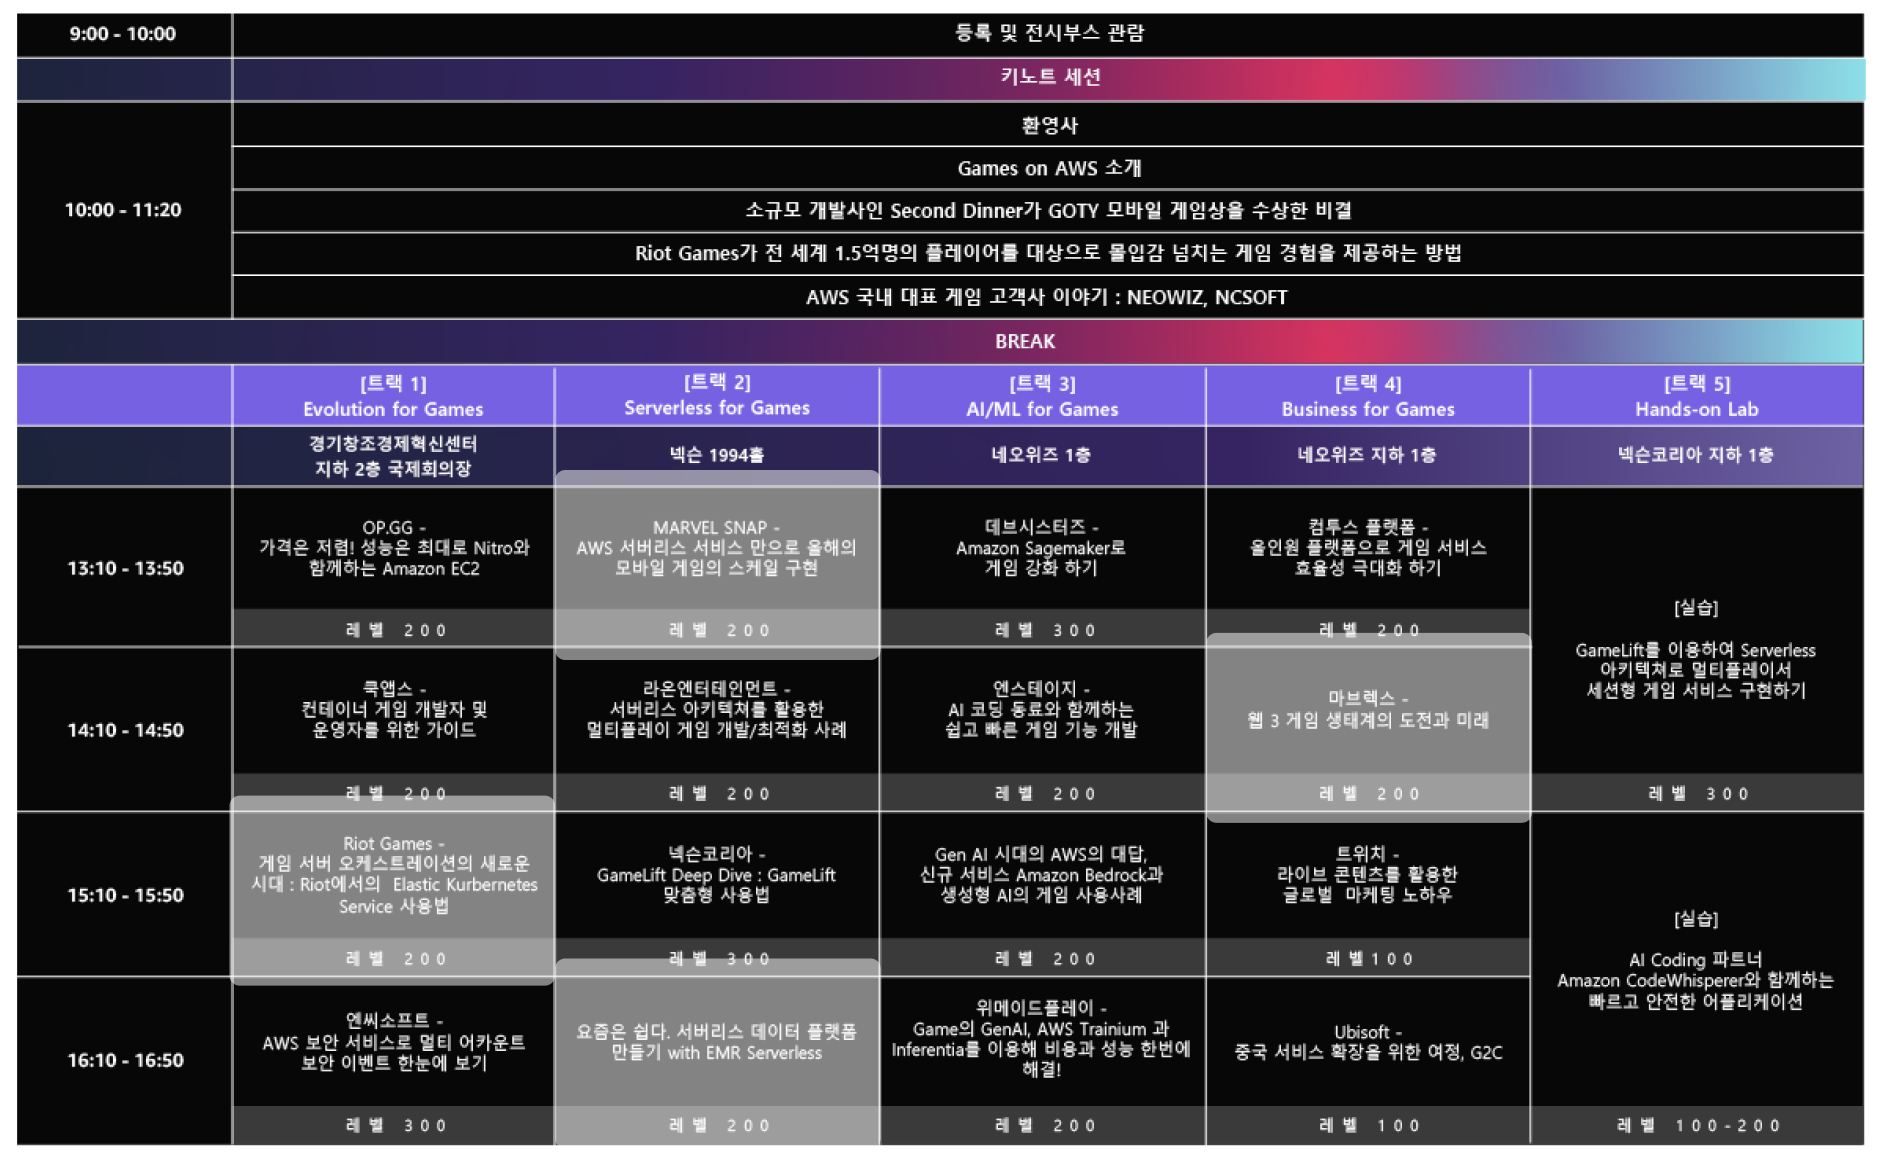 9:00 - 10:00
등록 및 전시부스 관람
키노트 세션
10:00 - 11:20
환영사
Games on AWS 소개
소규모 개발사인 Second Dinner가 GOTY 모바일 게임상을 수상한 비결
Riot Games가 전 세계 1.5억명의 플레이어를 대상으로 몰입감 넘치는 게임 경험을 제공하는 방법
AWS 국내 대표 게임 고객사 이야기 : NEOWIZ, NCSOFT
BREAK
[트랙 1]
Evolution for Games
[트랙 2]
Serverless for Games
[트랙 3]
AI/ML for Games
[트랙 4]
Business for Games
[트랙 5]
Hands-on Lab
경기창조경제혁신센터
지하 2층 국제회의장
넥슨 1994홀
네오위즈 1층
네오위즈 지하 1층
넥슨코리아 지하 1층
13:10 - 13:50
OP.GG -
가격은 저렴! 성능은 최대로 Nitro와
함께하는 Amazon EC2
레벨 200
MARVEL SNAP -
AWS 서버리스 서비스 만으로 올해의
모바일 게임의 스케일 구현
레벨 200
데브시스터즈 -
Amazon Sagemaker로
게임 강화 하기
레벨 300
컴투스 플랫폼 -
올인원 플랫폼으로 게임 서비스
효율성 극대화 하기
레벨 200
[실습]
GameLift를 이용하여 Serverless
아키텍쳐로 멀티플레이서
세션형 게임 서비스 구현하기
레벨 300
14:10 - 14:50
쿡앱스 -
컨테이너 게임 개발자 및
운영자를 위한 가이드
레벨 200
라온엔터테인먼트 -
서버리스 아키텍쳐를 활용한
멀티플레이 게임 개발/최적화 사례
레벨 200
엔스테이지 -
AI 코딩 동료와 함께하는
쉽고 빠른 게임 기능 개발
레벨 200
마브렉스 -
웹 3 게임 생태계의 도전과 미래
레벨 200
15:10 - 15:50
Riot Games -
게임 서버 오케스트레이션의 새로운
시대 : Riot에서의 Elastic Kurbernetes
Service 사용법
레벨 200
넥슨코리아 -
GameLift Deep Dive : GameLift
맞춤형 사용법
레벨 300
Gen AI 시대의 AWS의 대답,
신규 서비스 Amazon Bedrock과
생성형 AI의 게임 사용사례
레벨 200
트위치 -
라이브 콘텐츠를 활용한
글로벌 마케팅 노하우
레벨100
[실습]
AI Coding 파트너
Amazon CodeWhisperer와 함께하는
빠르고 안전한 어플리케이션
레벨 100-200
16:10 - 16:50
엔씨소프트 -
AWS 보안 서비스로 멀티 어카운트
보안 이벤트 한눈에 보기
레벨 300
요즘은 쉽다. 서버리스 데이터 플랫폼
만들기 with EMR Serverless
레벨 200
위메이드플레이 -
Game의 GenAI, AWS Trainium 과
Inferentia를 이용해 비용과 성능 한번에
해결!
레벨 200
Ubisoft -
중국 서비스 확장을 위한 여정, G2C
레벨 100